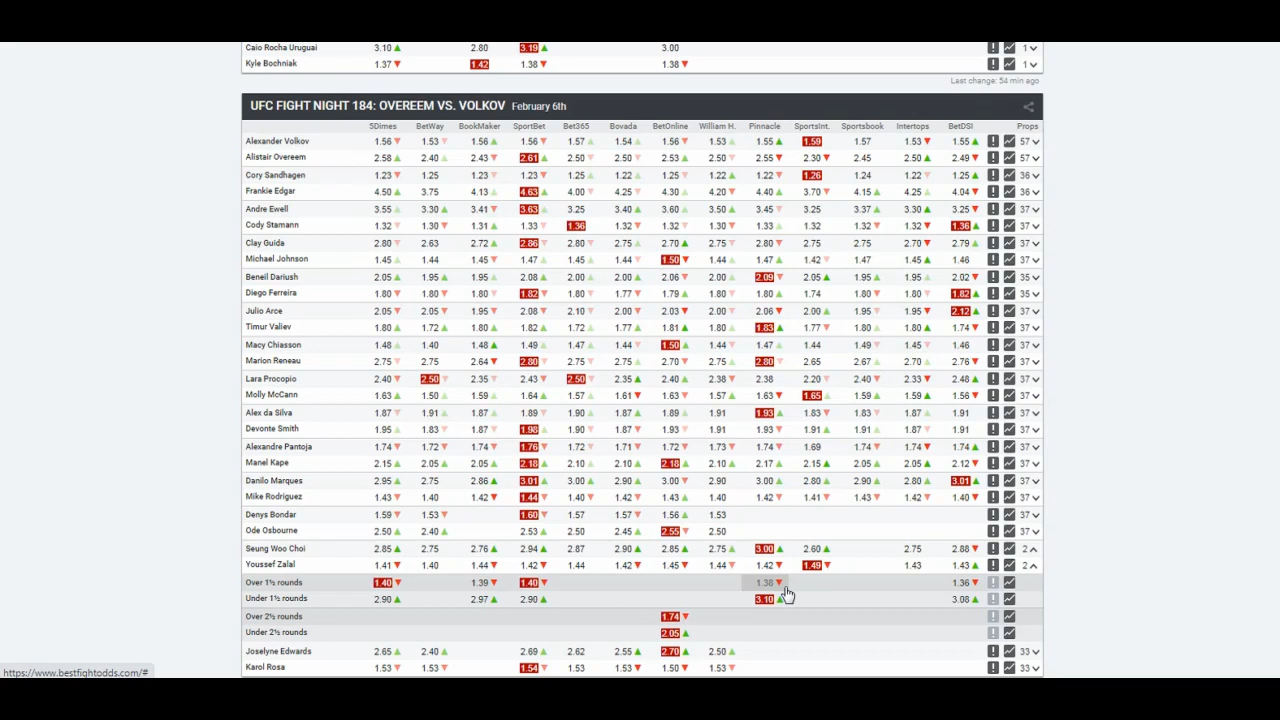 Caio Rocha Uruguai 3.10 2.80 3.19 3.00 1
Kyle Bochniak 1.37 1.42 1.38 1.38 1
Last change: 54 min ago
UFC FIGHT NIGHT 184: OVEREEM VS. VOLKOV February 6th
5Dimes BetWay BookMaker SportBet Bet365 Bovada BetOnline William H. Pinnacle SportsInt. Sportsbook Intertops BetDSI Props
Alexander Volkov 1.56 1.53 1.56 1.56 1.57 1.54 1.56 1.53 1.55 1.59 1.57 1.53 1.55 57
Alistair Overeem 2.58 2.40 2.43 2.61 2.50 2.50 2.53 2.50 2.55 2.30 2.45 2.50 2.49 57
Cory Sandhagen 1.23 1.25 1.23 1.23 1.25 1.22 1.25 1.22 1.22 1.26 1.24 1.22 1.25 36
Frankie Edgar 4.50 3.75 4.13 4.63 4.00 4.25 4.30 4.20 4.40 3.70 4.15 4.25 4.04 36
Andre Ewell 3.55 3.30 3.41 3.63 3.25 3.40 3.60 3.50 3.45 3.25 3.37 3.30 3.25 37
Cody Stamann 1.32 1.30 1.31 1.33 1.36 1.32 1.32 1.30 1.33 1.32 1.32 1.32 1.36 37
Clay Guida 2.80 2.63 2.72 2.86 2.80 2.75 2.70 2.75 2.80 2.75 2.75 2.70 2.79 37
Michael Johnson 1.45 1.44 1.45 1.47 1.45 1.44 1.50 1.44 1.47 1.42 1.47 1.45 1.46 37
Beneil Dariush 2.05 1.95 1.95 2.08 2.00 2.00 2.06 2.00 2.09 2.05 1.95 1.95 2.02 35
Diego Ferreira 1.80 1.80 1.80 1.82 1.80 1.77 1.79 1.80 1.80 1.74 1.80 1.80 1.82 35
Julio Arce 2.05 2.05 1.95 2.08 2.10 2.00 2.03 2.00 2.06 2.00 1.95 1.95 2.12 37
Timur Valiev 1.80 1.72 1.80 1.82 1.72 1.77 1.81 1.80 1.83 1.77 1.80 1.80 1.74 37
Macy Chiasson 1.48 1.40 1.48 1.49 1.47 1.44 1.50 1.44 1.47 1.44 1.49 1.45 1.46 37
Marion Reneau 2.75 2.75 2.64 2.80 2.75 2.75 2.70 2.75 2.80 2.65 2.67 2.70 2.76 37
Lara Procopio 2.40 2.50 2.35 2.43 2.50 2.35 2.40 2.38 2.38 2.20 2.40 2.33 2.48 37
Molly McCann 1.63 1.50 1.59 1.64 1.57 1.61 1.63 1.57 1.63 1.65 1.59 1.59 1.56 37
Alex da Silva 1.87 1.91 1.87 1.89 1.90 1.87 1.89 1.91 1.93 1.83 1.83 1.87 1.91 37
Devonte Smith 1.95 1.83 1.87 1.98 1.90 1.87 1.93 1.91 1.93 1.91 1.91 1.87 1.91 37
Alexandre Pantoja 1.74 1.72 1.74 1.76 1.72 1.71 1.72 1.73 1.74 1.69 1.74 1.74 1.74 37
Manel Kape 2.15 2.05 2.05 2.18 2.10 2.10 2.18 2.10 2.17 2.15 2.05 2.05 2.12 37
Danilo Marques 2.95 2.75 2.86 3.01 3.00 2.90 3.00 2.90 3.00 2.80 2.90 2.80 3.01 37
Mike Rodriguez 1.43 1.40 1.42 1.44 1.40 1.42 1.43 1.40 1.42 1.41 1.43 1.42 1.40 37
Denys Bondar 1.59 1.53 1.60 1.57 1.57 1.56 1.53 37
Ode Osbourne 2.50 2.40 2.53 2.50 2.45 2.55 2.50 37
Seung Woo Choi 2.85 2.75 2.76 2.94 2.87 2.90 2.85 2.75 3.00 2.60 2.75 2.88 2
Youssef Zalal 1.41 1.40 1.44 1.42 1.44 1.42 1.45 1.44 1.42 1.49 1.43 1.43 2
Over 1½ rounds 1.40 1.39 1.40 1.38 1.36
Under 1½ rounds 2.90 2.97 2.90 3.10 3.08
Over 2½ rounds 1.74
Under 2½ rounds 2.05
Joselyne Edwards 2.65 2.40 2.69 2.62 2.55 2.70 2.50 33
Karol Rosa 1.53 1.53 1.54 1.53 1.53 1.50 1.53 33
https://www.bestfightodds.com/#